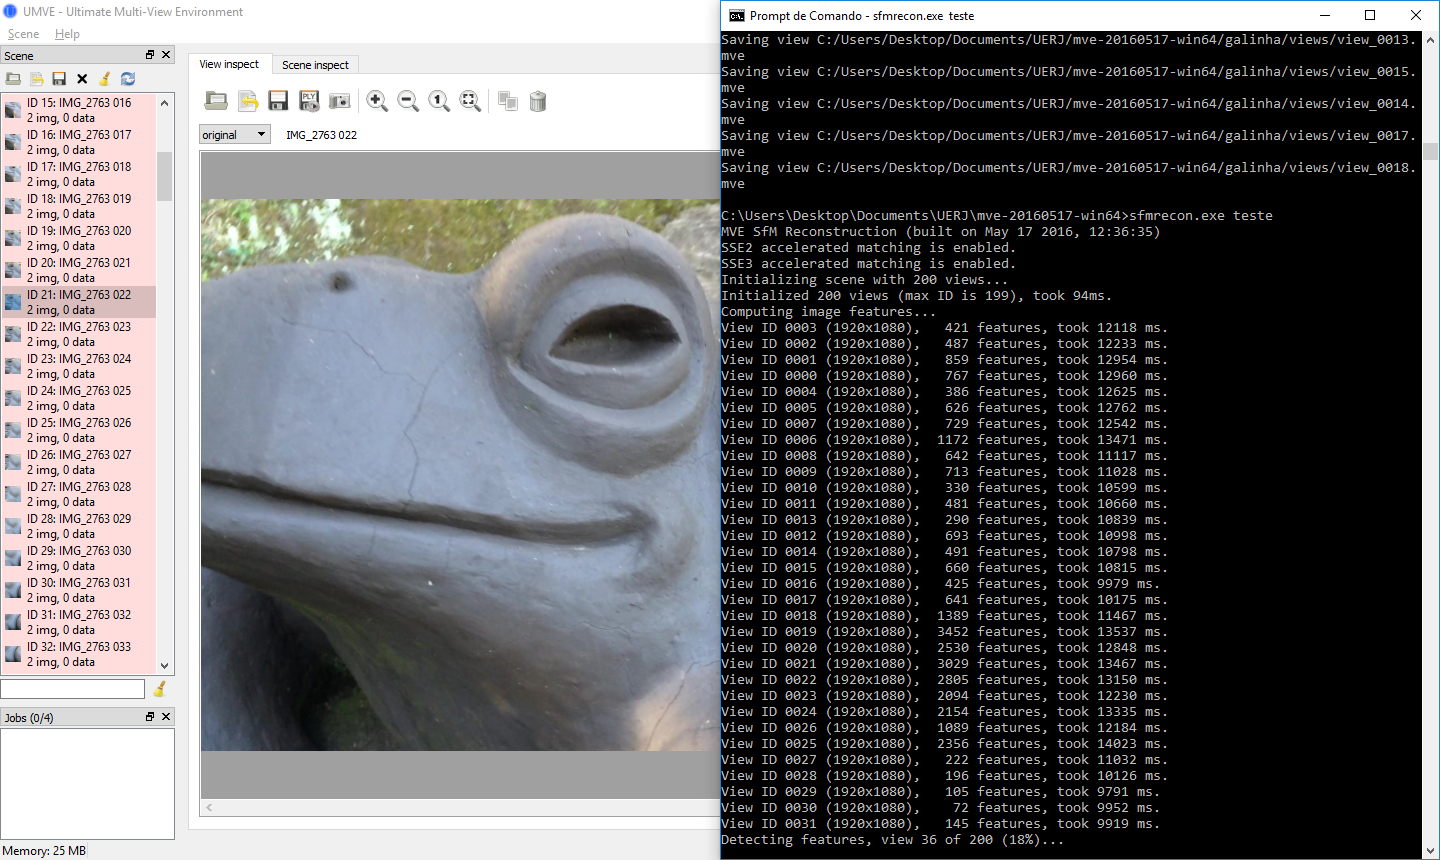 UMVE - Ultimate Multi-View Environment
Scene Help
Scene
ID 15: IMG_2763 016
2 img, 0 data
ID 16: IMG_2763 017
2 img, 0 data
ID 17: IMG_2763 018
2 img, 0 data
ID 18: IMG_2763 019
2 img, 0 data
ID 19: IMG_2763 020
2 img, 0 data
ID 20: IMG_2763 021
2 img, 0 data
ID 21: IMG_2763 022
2 img, 0 data
ID 22: IMG_2763 023
2 img, 0 data
ID 23: IMG_2763 024
2 img, 0 data
ID 24: IMG_2763 025
2 img, 0 data
ID 25: IMG_2763 026
2 img, 0 data
ID 26: IMG_2763 027
2 img, 0 data
ID 27: IMG_2763 028
2 img, 0 data
ID 28: IMG_2763 029
2 img, 0 data
ID 29: IMG_2763 030
2 img, 0 data
ID 30: IMG_2763 031
2 img, 0 data
ID 31: IMG_2763 032
2 img, 0 data
ID 32: IMG_2763 033
2 img, 0 data
Jobs (0/4)
Memory: 25 MB
View inspect
Scene inspect
PLY
1
original
IMG_2763 022
C:\.
Prompt de Comando - sfmrecon.exe teste
Saving view C:/Users/Desktop/Documents/UERJ/mve-20160517-win64/galinha/views/view_0013.
mve
Saving view C:/Users/Desktop/Documents/UERJ/mve-20160517-win64/galinha/views/view_0015.
mve
Saving view C:/Users/Desktop/Documents/UERJ/mve-20160517-win64/galinha/views/view_0014.
mve
Saving view C:/Users/Desktop/Documents/UERJ/mve-20160517-win64/galinha/views/view_0017.
mve
Saving view C:/Users/Desktop/Documents/UERJ/mve-20160517-win64/galinha/views/view_0018.
mve
C:\Users\Desktop\Documents\UERJ\mve-20160517-win64>sfmrecon.exe teste
MVE SfM Reconstruction (built on May 17 2016, 12:36:35)
SSE2 accelerated matching is enabled.
SSE3 accelerated matching is enabled.
Initializing scene with 200 views...
Initialized 200 views (max ID is 199), took 94ms.
Computing image features...
View ID 0003 (1920x1080), 421 features, took 12118 ms.
View ID 0002 (1920x1080), 487 features, took 12233 ms.
View ID 0001 (1920x1080), 859 features, took 12954 ms.
View ID 0000 (1920x1080), 767 features, took 12960 ms.
View ID 0004 (1920x1080), 386 features, took 12625 ms.
View ID 0005 (1920x1080), 626 features, took 12762 ms.
View ID 0007 (1920x1080), 729 features, took 12542 ms.
View ID 0006 (1920x1080), 1172 features, took 13471 ms.
View ID 0008 (1920x1080), 642 features, took 11117 ms.
View ID 0009 (1920x1080), 713 features, took 11028 ms.
View ID 0010 (1920x1080), 330 features, took 10599 ms.
View ID 0011 (1920x1080), 481 features, took 10660 ms.
View ID 0013 (1920x1080), 290 features, took 10839 ms.
View ID 0012 (1920x1080), 693 features, took 10998 ms.
View ID 0014 (1920x1080), 491 features, took 10798 ms.
View ID 0015 (1920x1080), 660 features, took 10815 ms.
View ID 0016 (1920x1080), 425 features, took 9979 ms.
View ID 0017 (1920x1080), 641 features, took 10175 ms.
View ID 0018 (1920x1080), 1389 features, took 11467 ms.
View ID 0019 (1920x1080), 3452 features, took 13537 ms.
View ID 0020 (1920x1080), 2530 features, took 12848 ms.
View ID 0021 (1920x1080), 3029 features, took 13467 ms.
View ID 0022 (1920x1080), 2805 features, took 13150 ms.
View ID 0023 (1920x1080), 2094 features, took 12230 ms.
View ID 0024 (1920x1080), 2154 features, took 13335 ms.
View ID 0026 (1920x1080), 1089 features, took 12184 ms.
View ID 0025 (1920x1080), 2356 features, took 14023 ms.
View ID 0027 (1920x1080), 222 features, took 11032 ms.
View ID 0028 (1920x1080), 196 features, took 10126 ms.
View ID 0029 (1920x1080), 105 features, took 9791 ms.
View ID 0030 (1920x1080), 72 features, took 9952 ms.
View ID 0031 (1920x1080), 145 features, took 9919 ms.
Detecting features, view 36 of 200 (18%)...